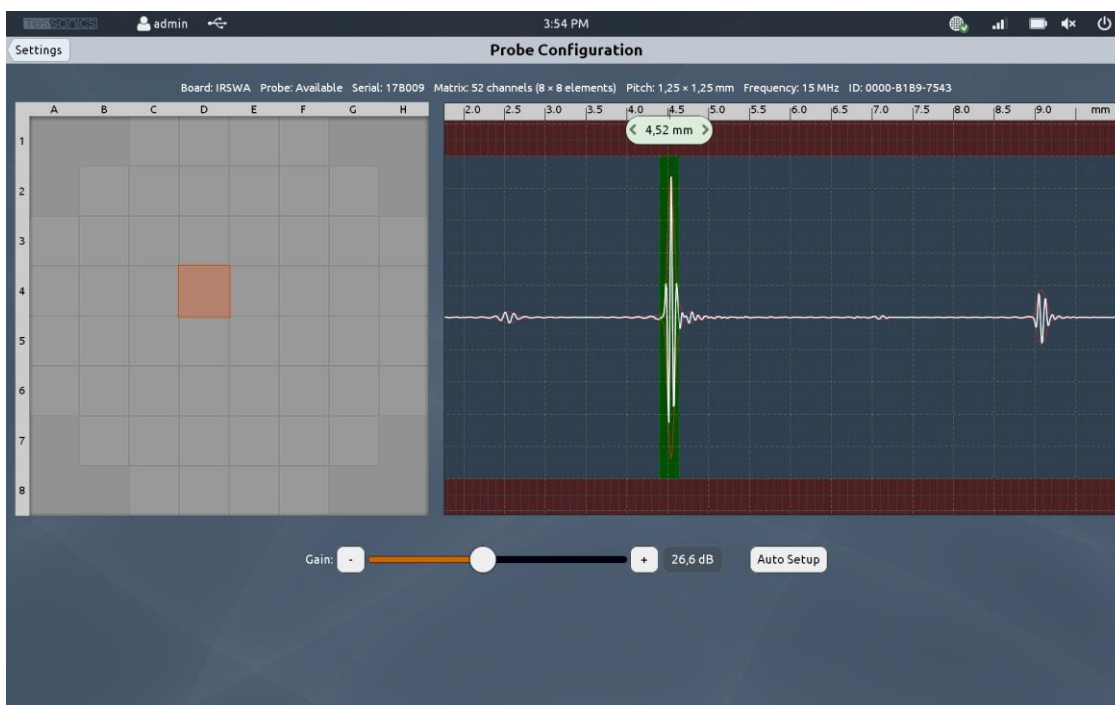 Tessonics admin 3:54 PM
Settings Probe Configuration
Board: IRSWA Probe: Available Serial: 17B009 Matrix: 52 channels (8 × 8 elements) Pitch: 1,25 × 1,25 mm Frequency: 15 MHz ID: 0000-B1B9-7543
A B C D E F G H
2.0 2.5 3.0 3.5 4.0 4.5 5.0 5.5 6.0 6.5 7.0 7.5 8.0 8.5 9.0 mm
4,52 mm
1
2
3
4
5
6
7
8
Gain: - + 26,6 dB Auto Setup